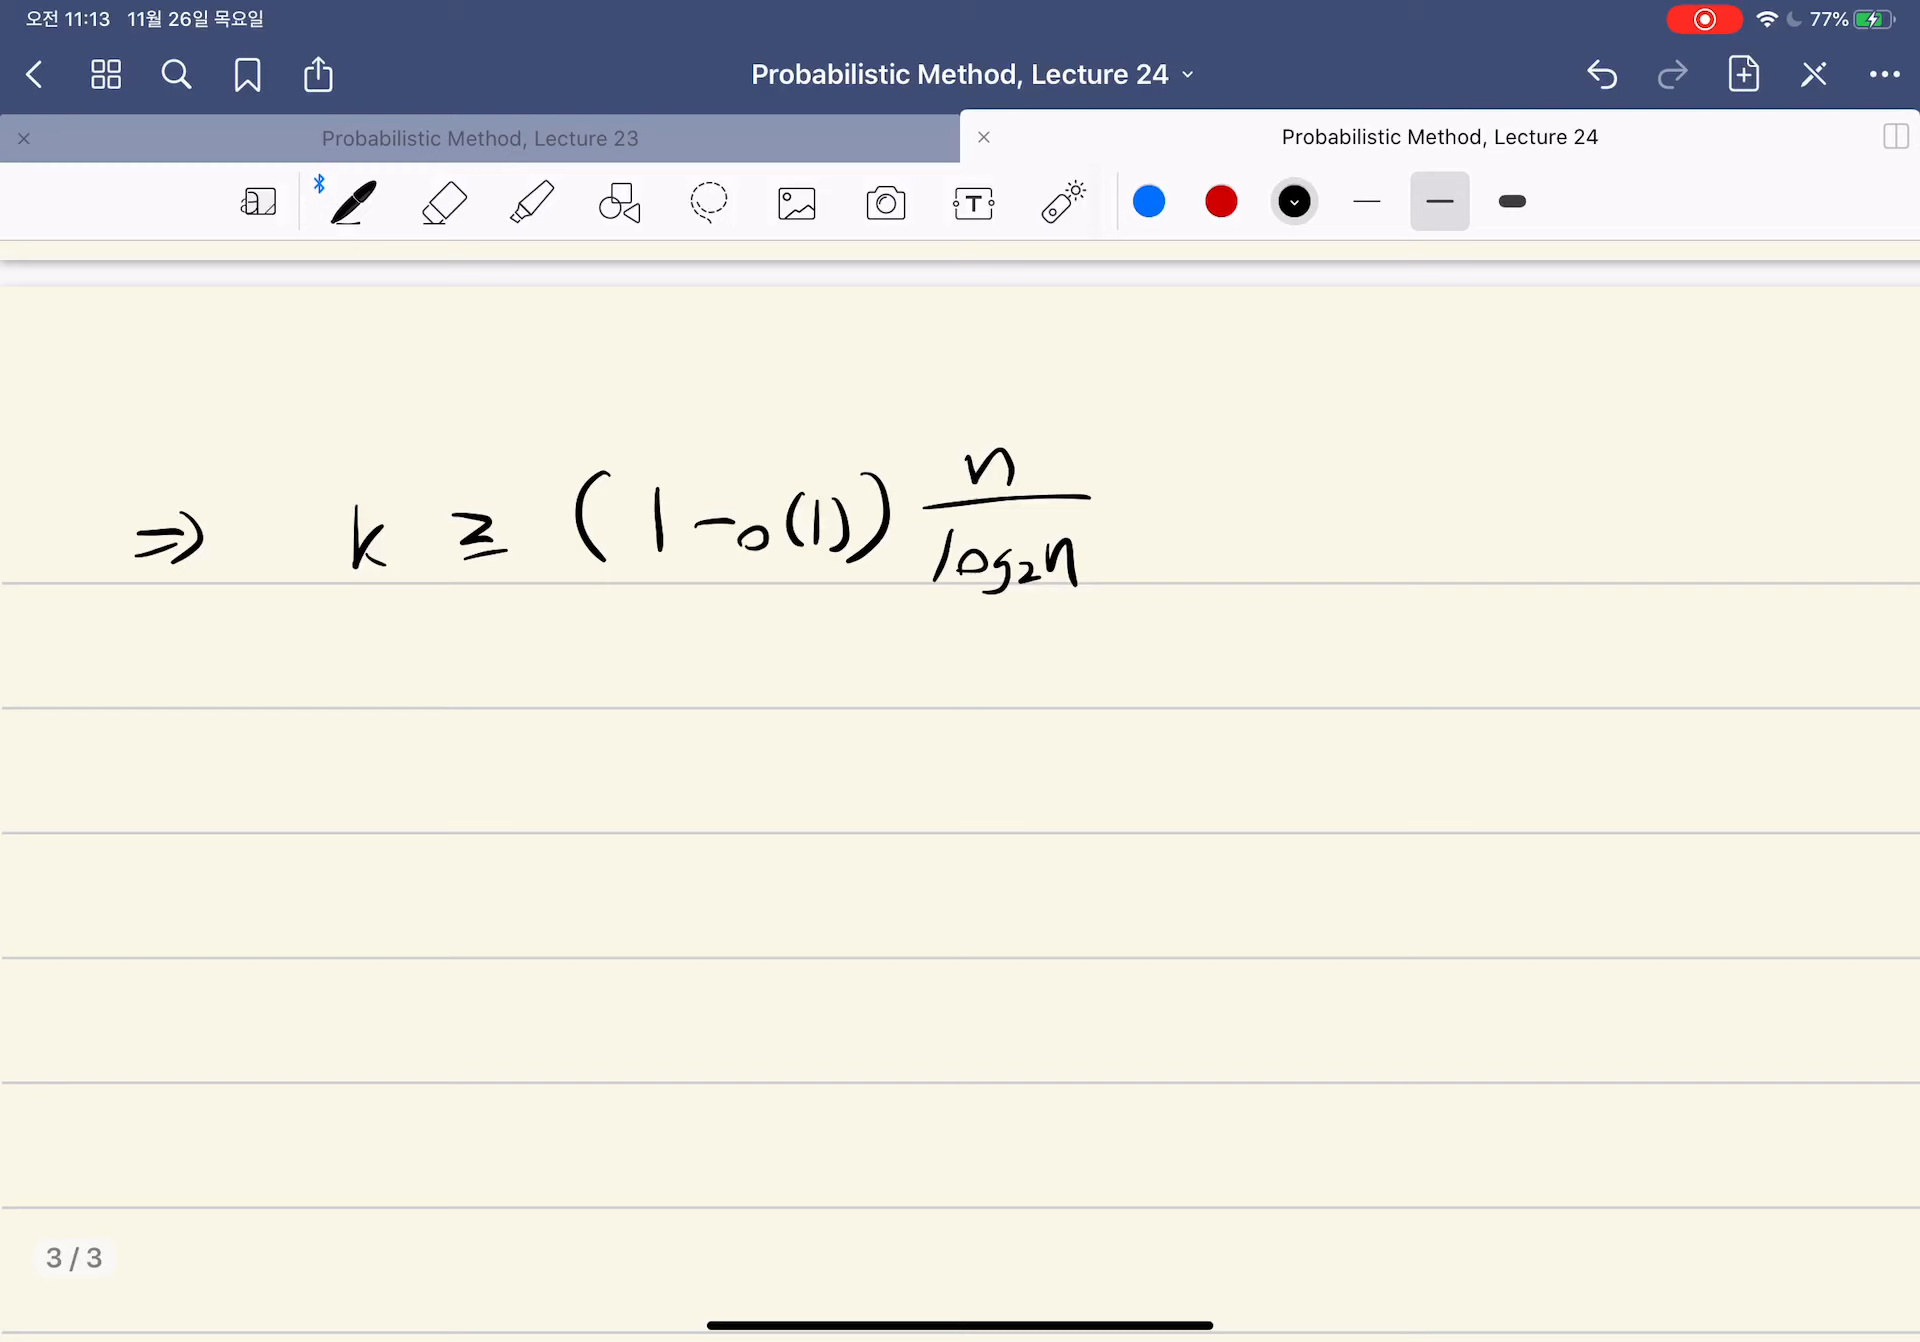 오전 11:13 11월 26일 목요일 77%
Probabilistic Method, Lecture 24
Probabilistic Method, Lecture 23
Probabilistic Method, Lecture 24
⇒ k ≥ (1-o(1)) n/log₂n
3 / 3